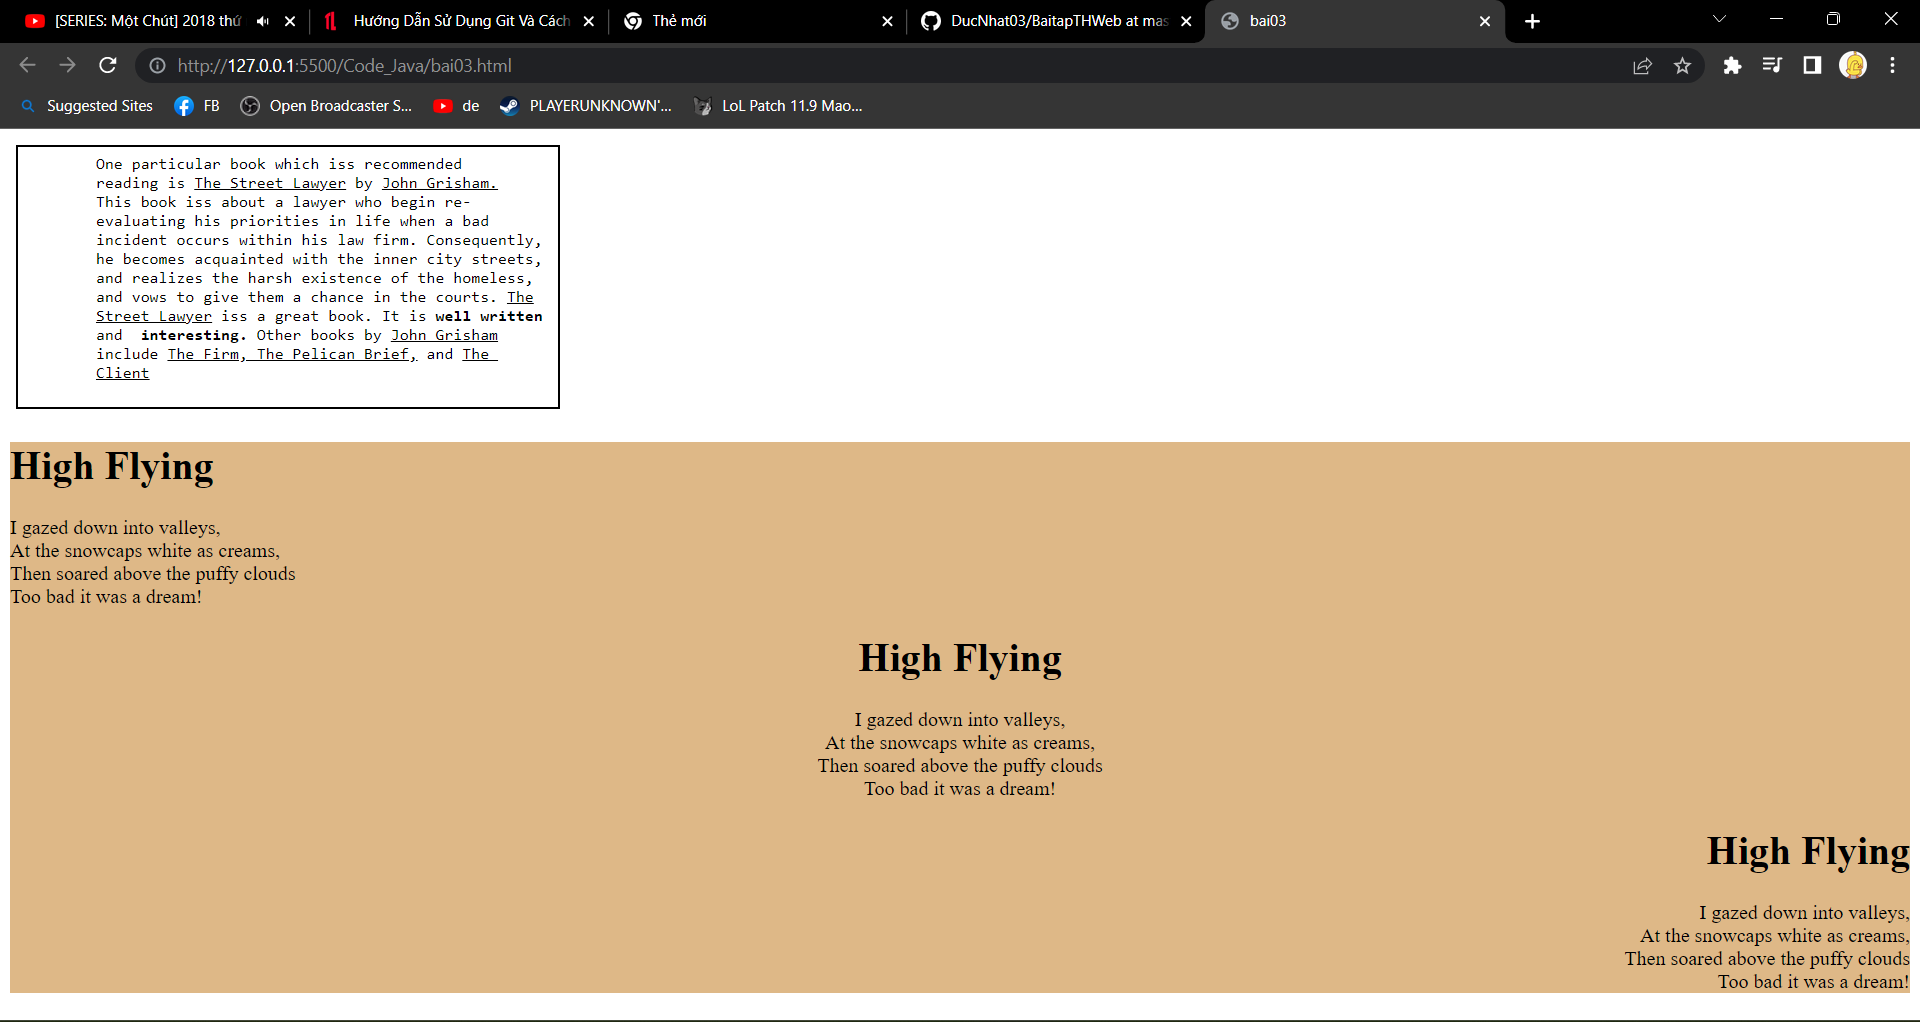 [SERIES: Một Chút] 2018 thứ
Hướng Dẫn Sử Dụng Git Và Cách
Thẻ mới
DucNhat03/BaitapTHWeb at mas
bai03
http://127.0.0.1:5500/Code_Java/bai03.html
Suggested Sites
FB
Open Broadcaster S...
de
PLAYERUNKNOWN'...
LoL Patch 11.9 Mao...
One particular book which iss recommended
reading is The Street Lawyer by John Grisham.
This book iss about a lawyer who begin re-
evaluating his priorities in life when a bad
incident occurs within his law firm. Consequently,
he becomes acquainted with the inner city streets,
and realizes the harsh existence of the homeless,
and vows to give them a chance in the courts. The
Street Lawyer iss a great book. It is well written
and  interesting. Other books by John Grisham
include The Firm, The Pelican Brief, and The
Client
High Flying
I gazed down into valleys,
At the snowcaps white as creams,
Then soared above the puffy clouds
Too bad it was a dream!
High Flying
I gazed down into valleys,
At the snowcaps white as creams,
Then soared above the puffy clouds
Too bad it was a dream!
High Flying
I gazed down into valleys,
At the snowcaps white as creams,
Then soared above the puffy clouds
Too bad it was a dream!